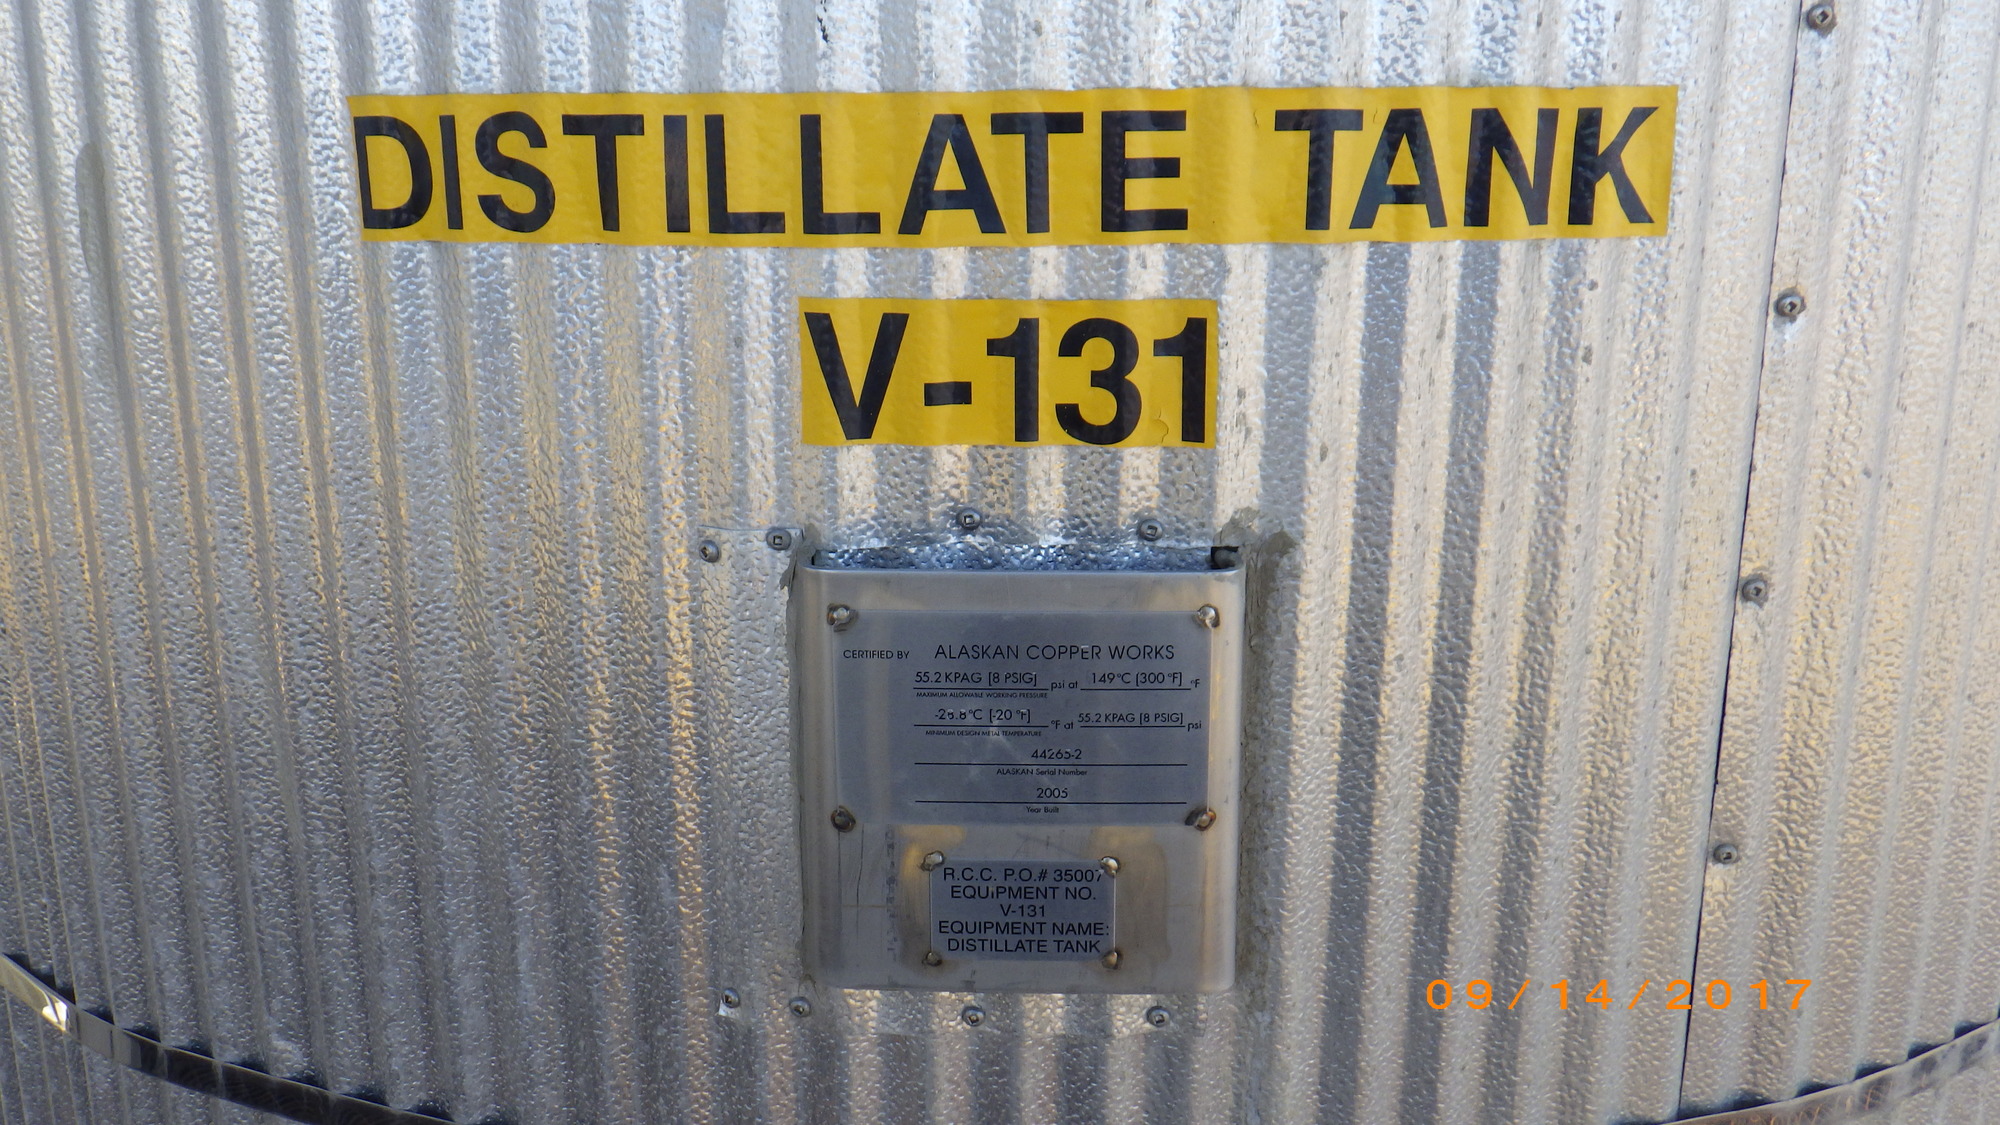 DISTILLATE TANK
V-131
CERTIFIED BY ALASKAN COPPER WORKS
55.2 KPAG [8 PSIG] psi at 149°C [300 °F] °F
MAXIMUM ALLOWABLE WORKING PRESSURE
-28.8°C [-20 °F] °F at 55.2 KPAG [8 PSIG] psi
MINIMUM DESIGN METAL TEMPERATURE
44265-2
ALASKAN Serial Number
2005
Year Built
R.C.C. P.O.# 35007
EQUIPMENT NO.
V-131
EQUIPMENT NAME:
DISTILLATE TANK
09/14/2017